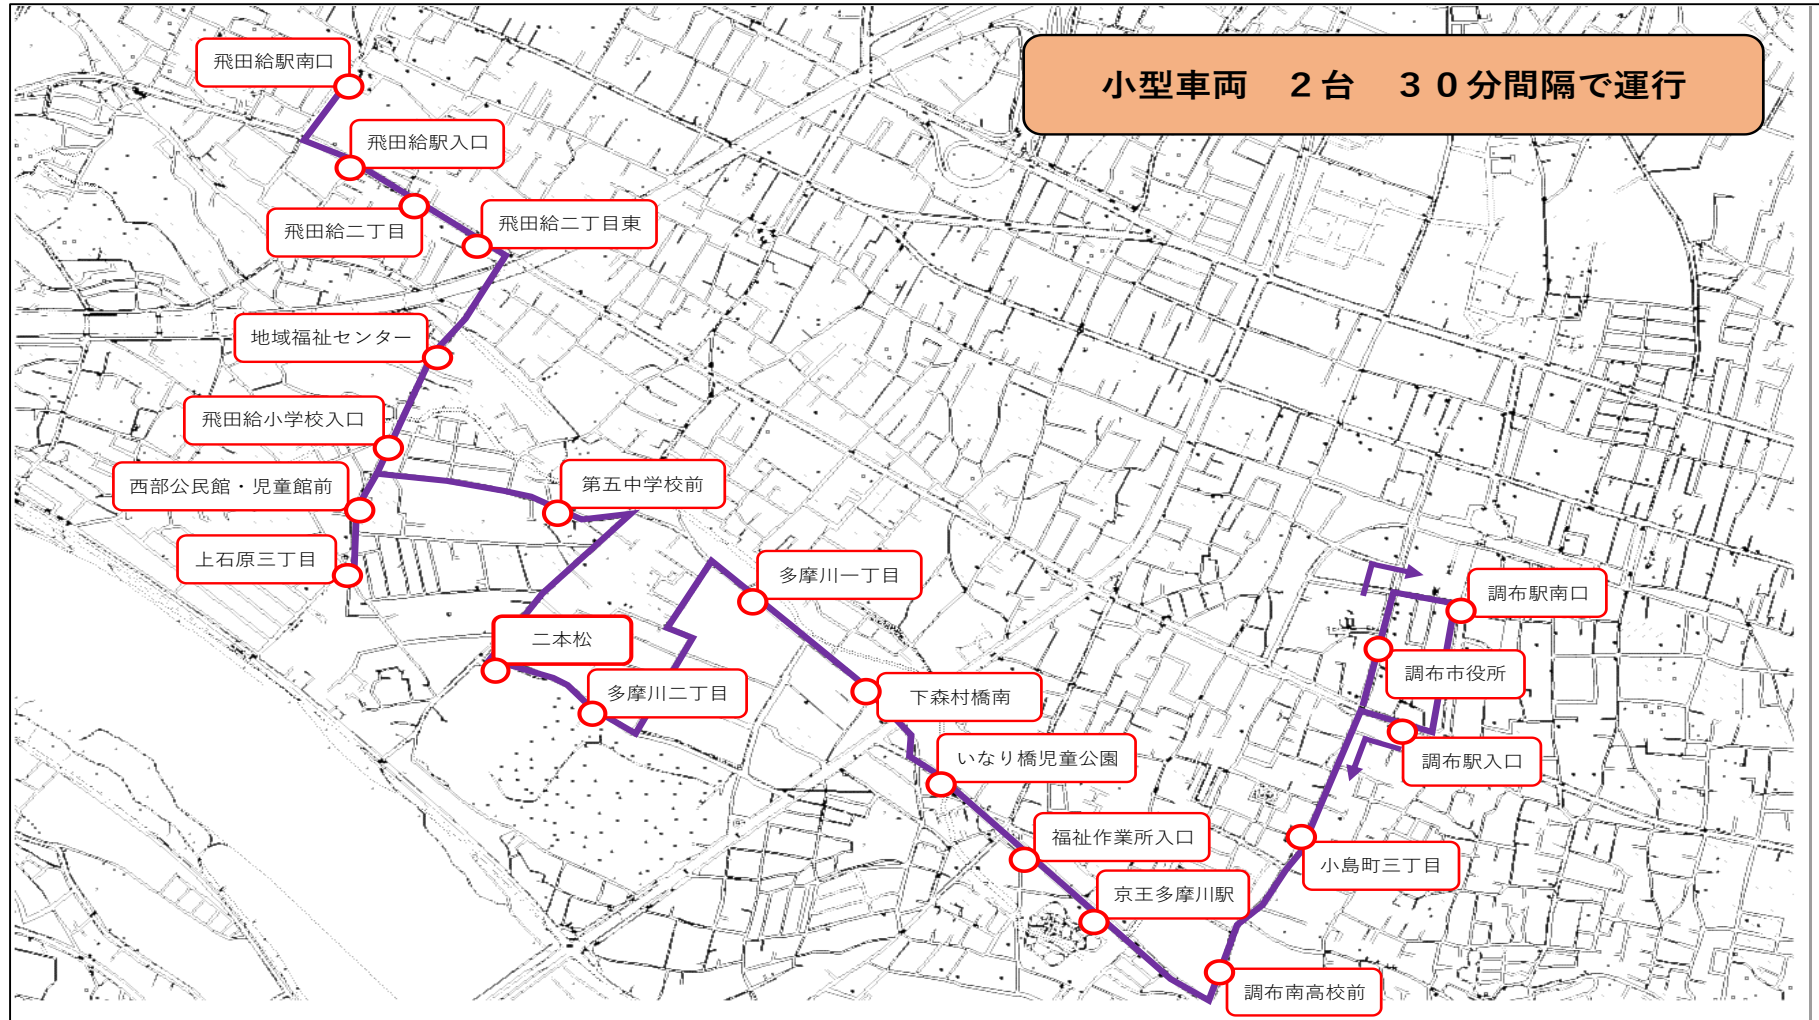 小型車両　２台　３０分間隔で運行
飛田給駅南口
飛田給駅入口
飛田給二丁目
飛田給二丁目東
地域福祉センター
飛田給小学校入口
西部公民館・児童館前
第五中学校前
上石原三丁目
二本松
多摩川二丁目
多摩川一丁目
下森村橋南
いなり橋児童公園
福祉作業所入口
京王多摩川駅
調布南高校前
小島町三丁目
調布駅入口
調布市役所
調布駅南口